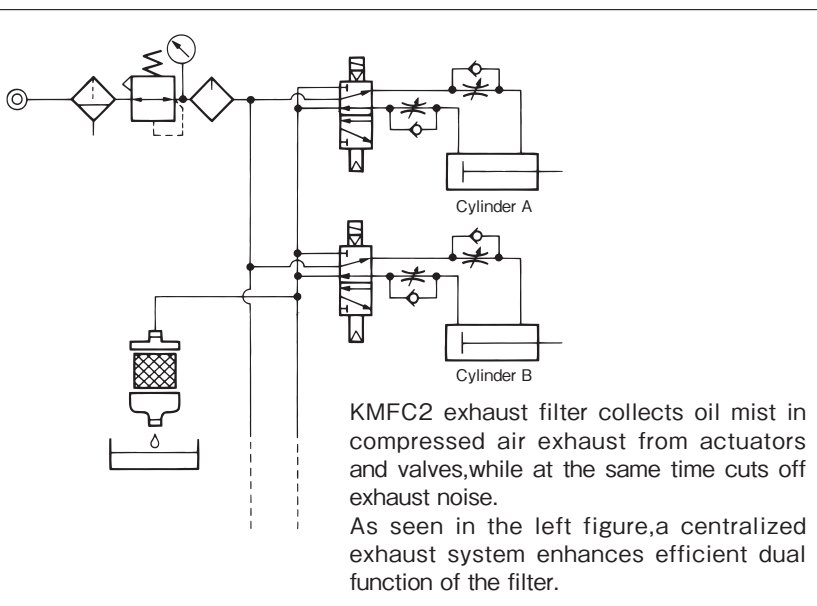 Cylinder A
Cylinder B
KMFC2 exhaust filter collects oil mist in
compressed air exhaust from actuators
and valves,while at the same time cuts off
exhaust noise.
As seen in the left figure,a centralized
exhaust system enhances efficient dual
function of the filter.